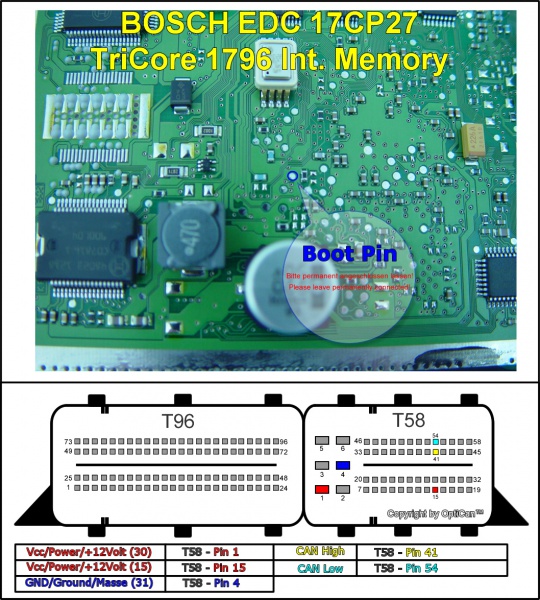 BOSCH EDC 17CP27
TriCore 1796 Int. Memory
470
Boot Pin
Bitte permanent angeschlossen lassen!
Please leave permanently connected!
T96
T58
73 96
49 72
25 48
1 24
5 6
3 4
1 2
46 54 58
33 41 45
20 32
7 15 19
Copyright by OptiCan™
Vcc/Power/+12Volt (30) T58 - Pin 1 CAN High T58 - Pin 41
Vcc/Power/+12Volt (15) T58 - Pin 15 CAN Low T58 - Pin 54
GND/Ground/Masse (31) T58 - Pin 4